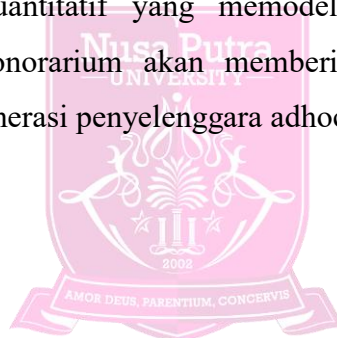 uantitatif yang memodel
Nusa Putra
onorarium akan memberi
UNIVERSITY
nerasi penyelenggara adhoc
2002
AMOR DEUS, PARENTIUM, CONCERVIS